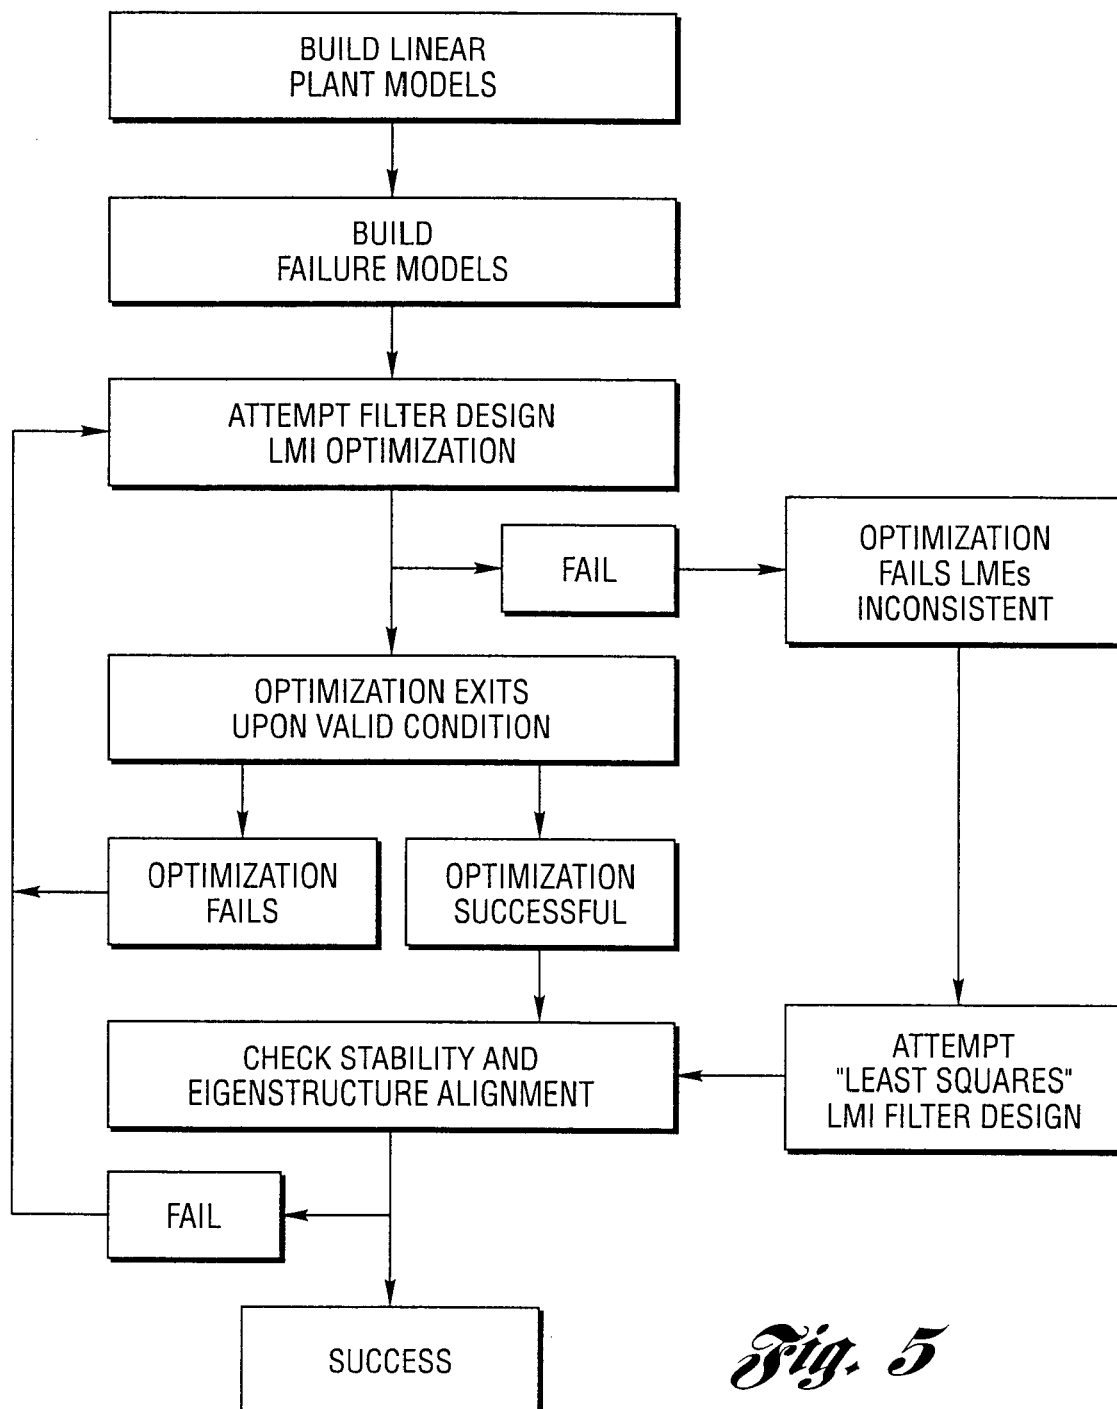 BUILD LINEAR
PLANT MODELS
BUILD
FAILURE MODELS
ATTEMPT FILTER DESIGN
LMI OPTIMIZATION
FAIL
OPTIMIZATION
FAILS LMEs
INCONSISTENT
OPTIMIZATION EXITS
UPON VALID CONDITION
OPTIMIZATION
FAILS
OPTIMIZATION
SUCCESSFUL
CHECK STABILITY AND
EIGENSTRUCTURE ALIGNMENT
ATTEMPT
"LEAST SQUARES"
LMI FILTER DESIGN
FAIL
SUCCESS
Fig. 5